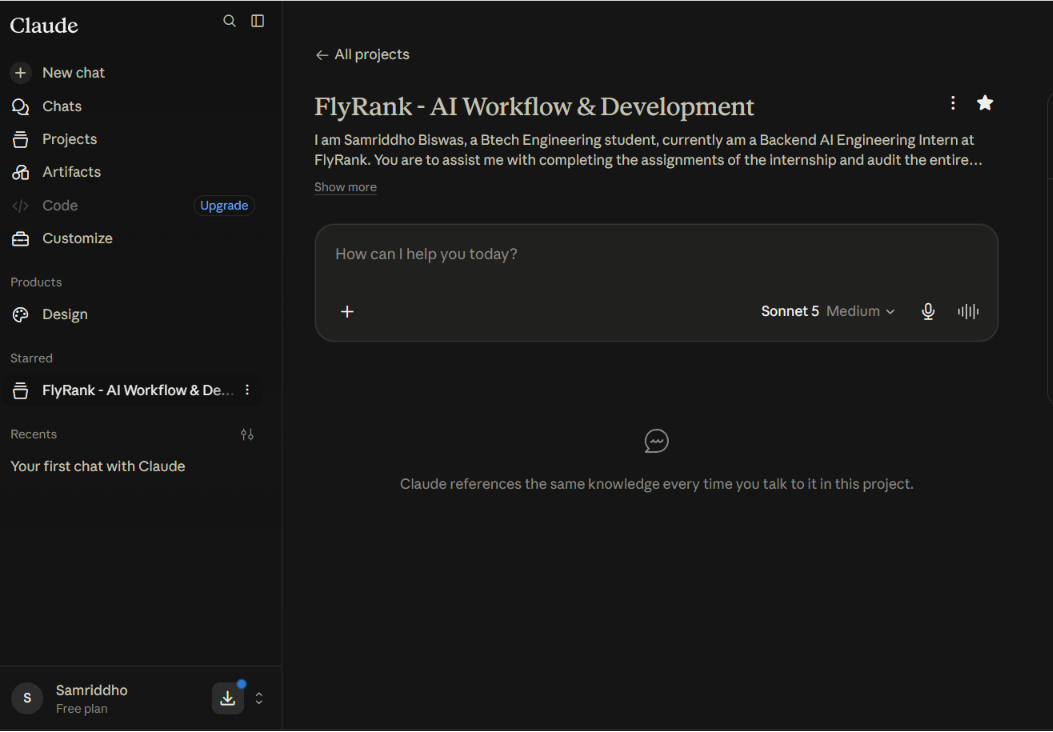 Claude
New chat
Chats
Projects
Artifacts
Code
Upgrade
Customize
Products
Design
Starred
FlyRank - AI Workflow & De...
Recents
Your first chat with Claude
S
Samriddho
Free plan
← All projects
FlyRank - AI Workflow & Development
I am Samriddho Biswas, a Btech Engineering student, currently am a Backend AI Engineering Intern at
FlyRank. You are to assist me with completing the assignments of the internship and audit the entire...
Show more
How can I help you today?
Sonnet 5 Medium
Claude references the same knowledge every time you talk to it in this project.